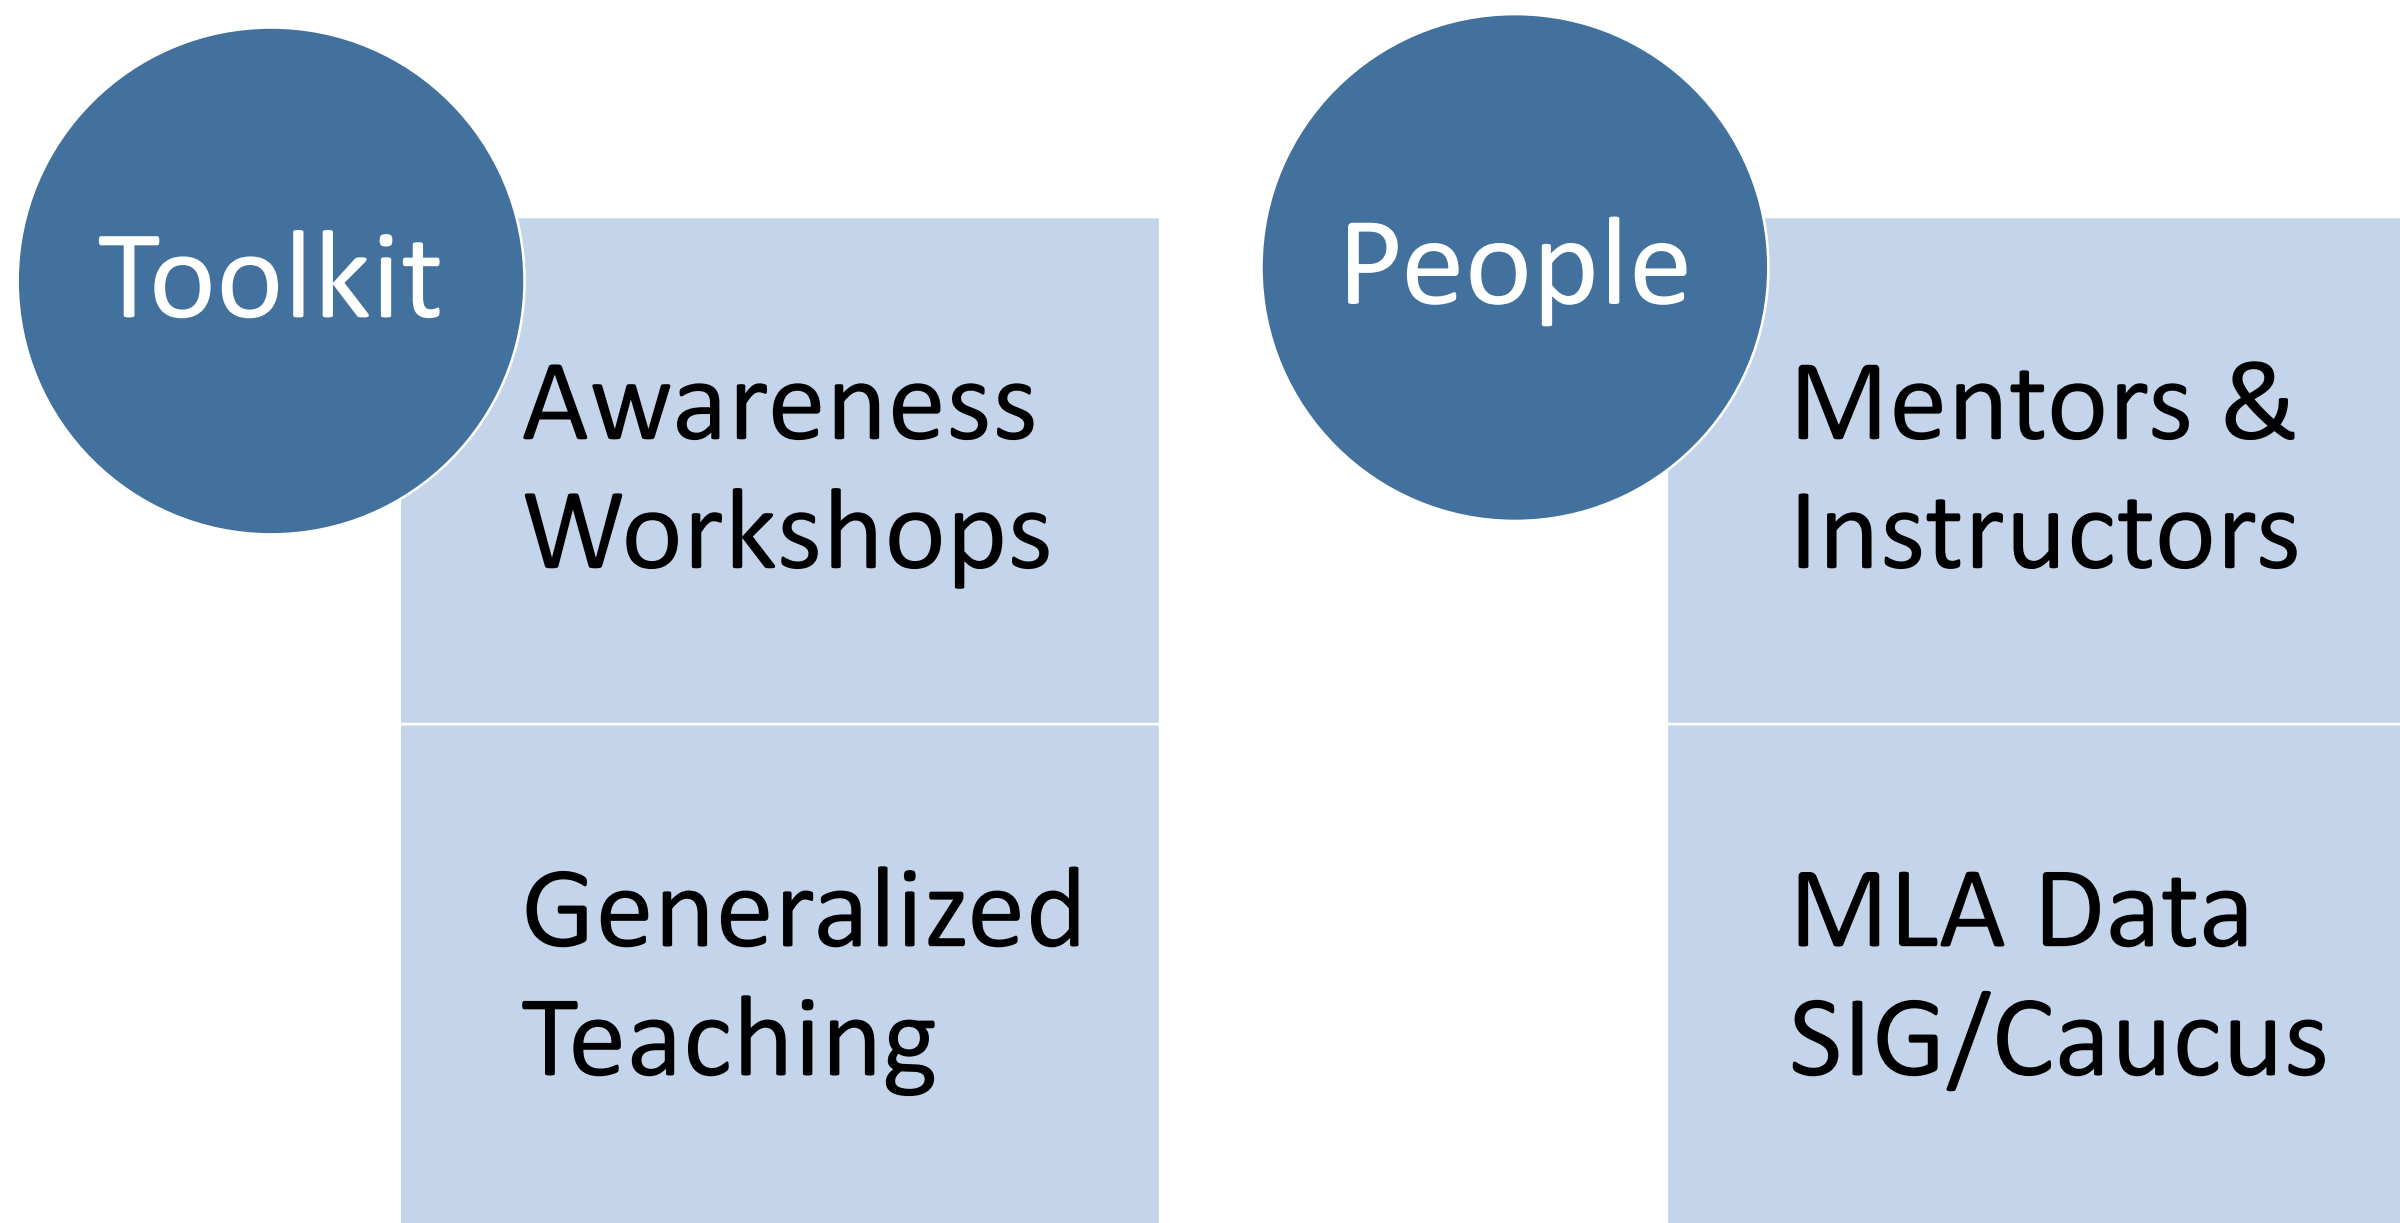 Toolkit
Awareness
Workshops
Generalized
Teaching
People
Mentors &
Instructors
MLA Data
SIG/Caucus